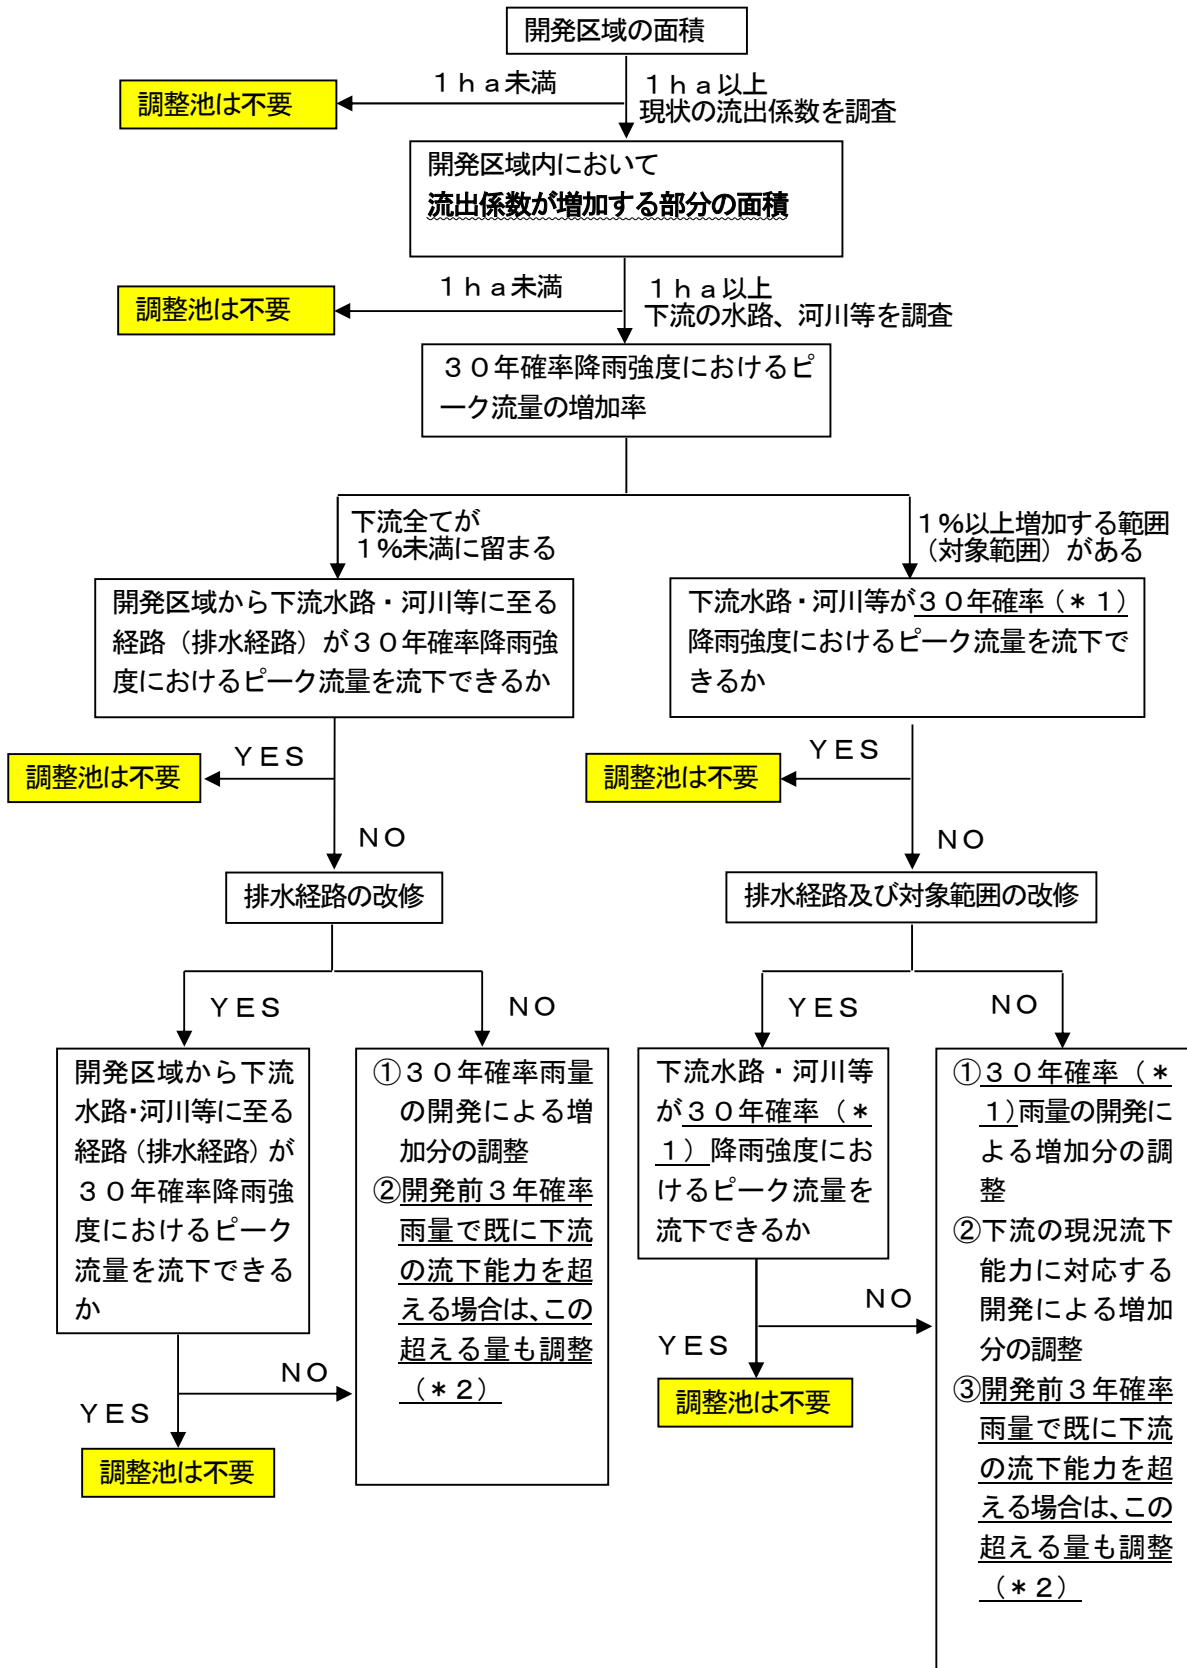 開発区域の面積
１ｈａ未満
１ｈａ以上
現状の流出係数を調査
調整池は不要
開発区域内において
流出係数が増加する部分の面積
１ｈａ未満
１ｈａ以上
下流の水路、河川等を調査
調整池は不要
３０年確率降雨強度におけるピ
ーク流量の増加率
下流全てが
１%未満に留まる
１%以上増加する範囲
（対象範囲）がある
開発区域から下流水路・河川等に至る
経路（排水経路）が３０年確率降雨強
度におけるピーク流量を流下できるか
下流水路・河川等が３０年確率（＊１）
降雨強度におけるピーク流量を流下で
きるか
ＹＥＳ
調整池は不要
ＮＯ
ＹＥＳ
調整池は不要
ＮＯ
排水経路の改修
排水経路及び対象範囲の改修
ＹＥＳ
ＮＯ
ＹＥＳ
ＮＯ
開発区域から下流
水路・河川等に至る
経路（排水経路）が
３０年確率降雨強
度におけるピーク
流量を流下できる
か
①３０年確率雨量
の開発による増
加分の調整
②開発前３年確率
雨量で既に下流
の流下能力を超
える場合は、この
超える量も調整
（＊２）
下流水路・河川等
が３０年確率（＊
１）降雨強度にお
けるピーク流量を
流下できるか
①３０年確率（＊
１）雨量の開発に
よる増加分の調
整
②下流の現況流下
能力に対応する
開発による増加
分の調整
③開発前３年確率
雨量で既に下流
の流下能力を超
える場合は、この
超える量も調整
（＊２）
ＮＯ
ＹＥＳ
調整池は不要
ＮＯ
ＹＥＳ
調整池は不要